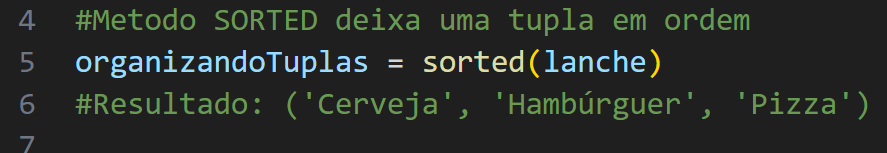 4 #Metodo SORTED deixa uma tupla em ordem
5 organizandoTuplas = sorted(lanche)
6 #Resultado: ('Cerveja', 'Hambúrguer', 'Pizza')
7